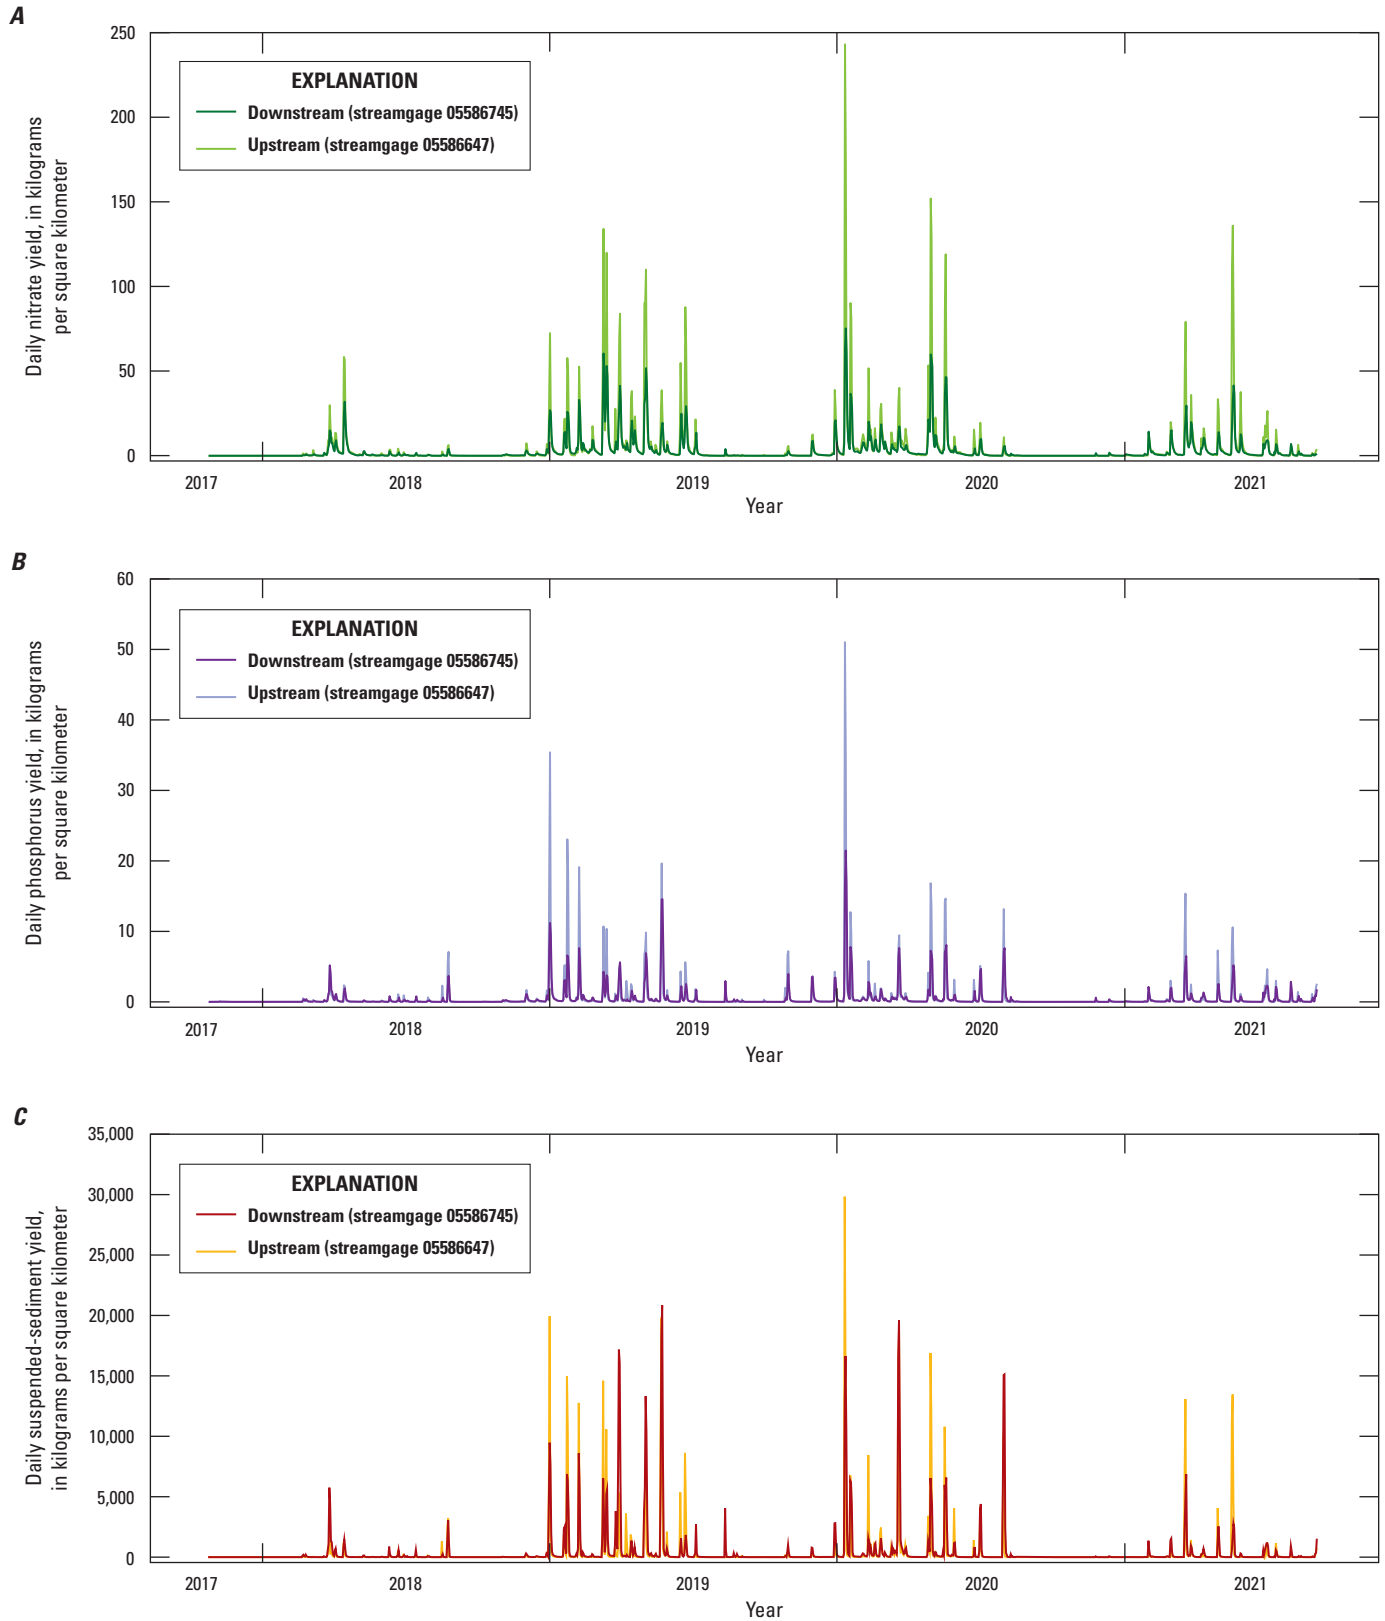 A
Daily nitrate yield, in kilograms
per square kilometer
250
200
150
100
50
0
EXPLANATION
Downstream (streamgage 05586745)
Upstream (streamgage 05586647)
2017 2018 2019 2020 2021
Year
B
Daily phosphorus yield, in kilograms
per square kilometer
60
50
40
30
20
10
0
EXPLANATION
Downstream (streamgage 05586745)
Upstream (streamgage 05586647)
2017 2018 2019 2020 2021
Year
C
Daily suspended-sediment yield,
in kilograms per square kilometer
35,000
30,000
25,000
20,000
15,000
10,000
5,000
0
EXPLANATION
Downstream (streamgage 05586745)
Upstream (streamgage 05586647)
2017 2018 2019 2020 2021
Year